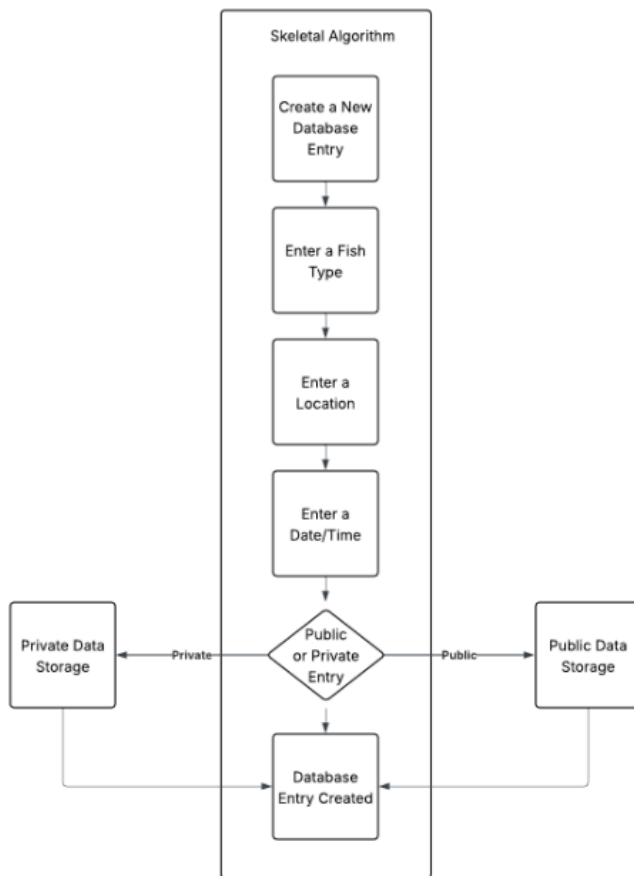 Skeletal Algorithm
Create a New
Database
Entry
Enter a Fish
Type
Enter a
Location
Enter a
Date/Time
Private Data
Storage
Private
Public
or Private
Entry
Public
Public Data
Storage
Database
Entry Created